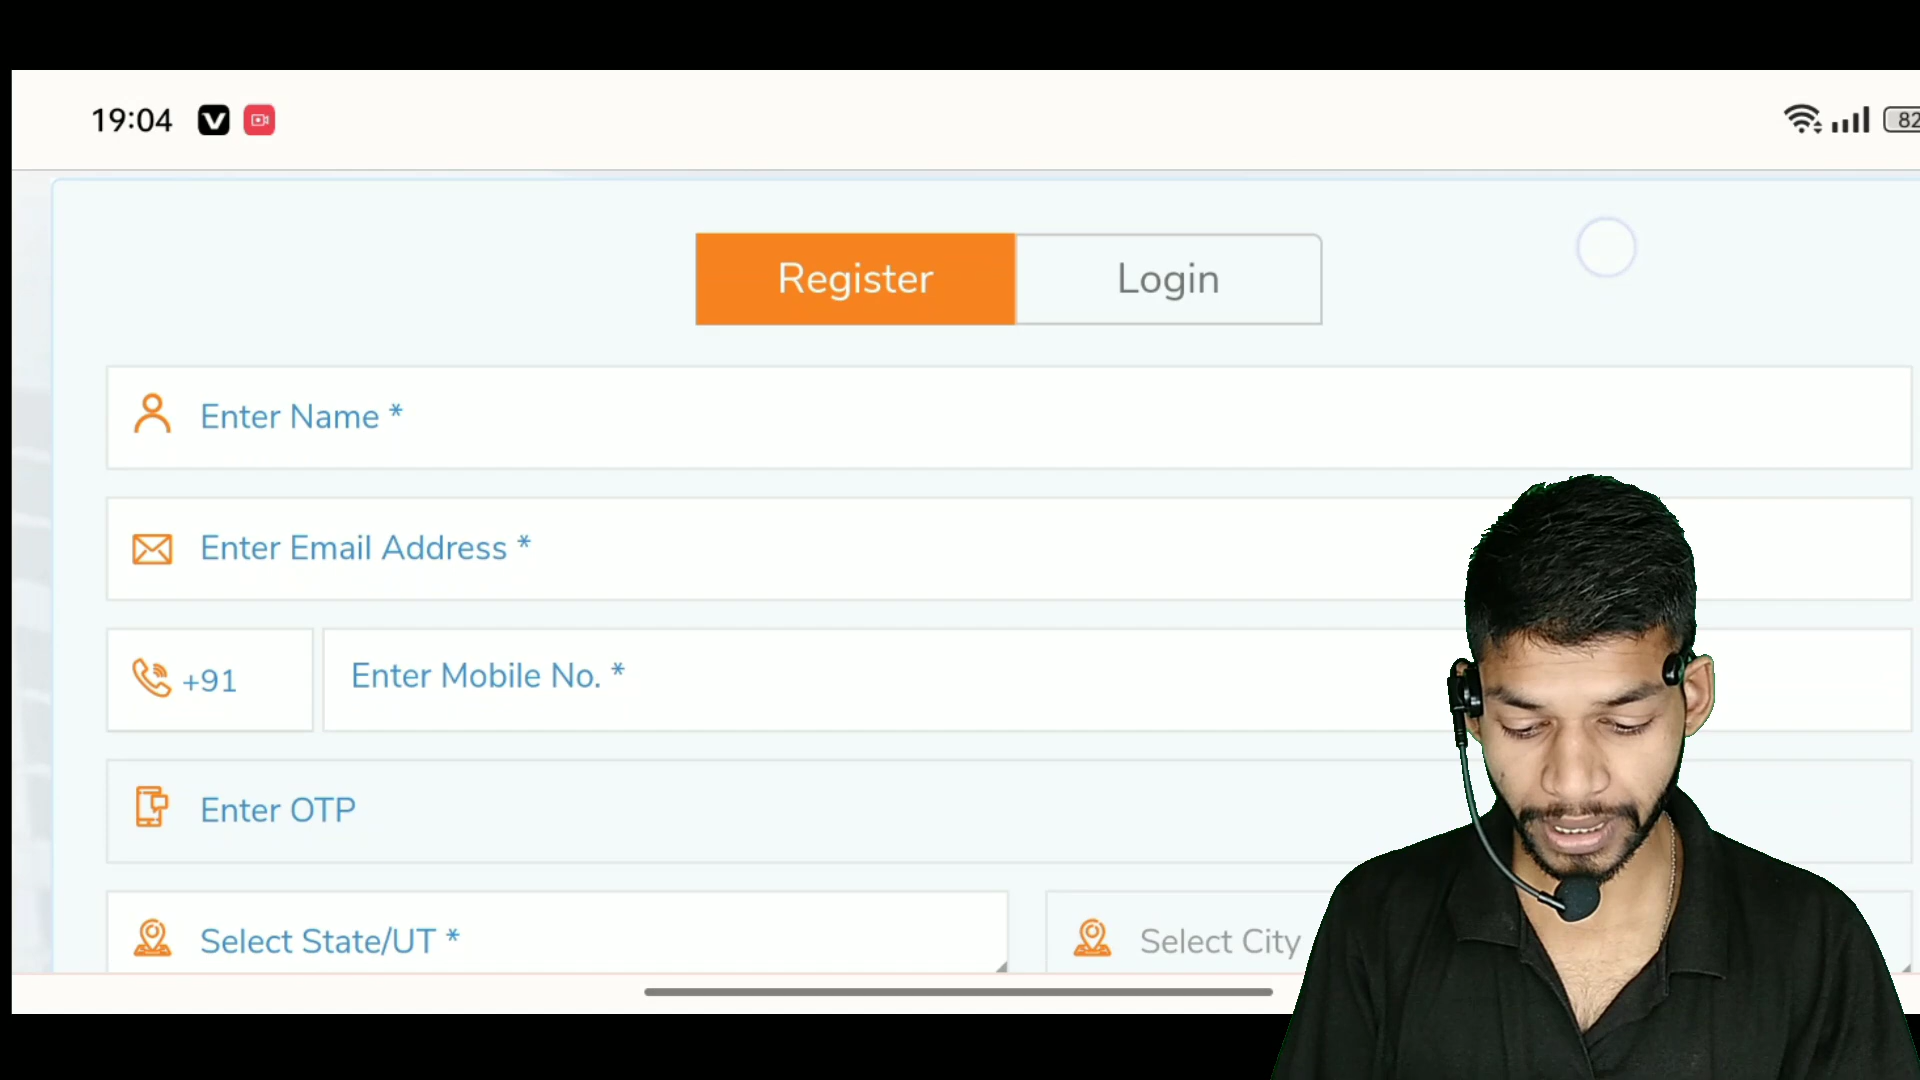 19:04
82
Register
Login
Enter Name *
Enter Email Address *
+91
Enter Mobile No. *
Enter OTP
Select State/UT *
Select City